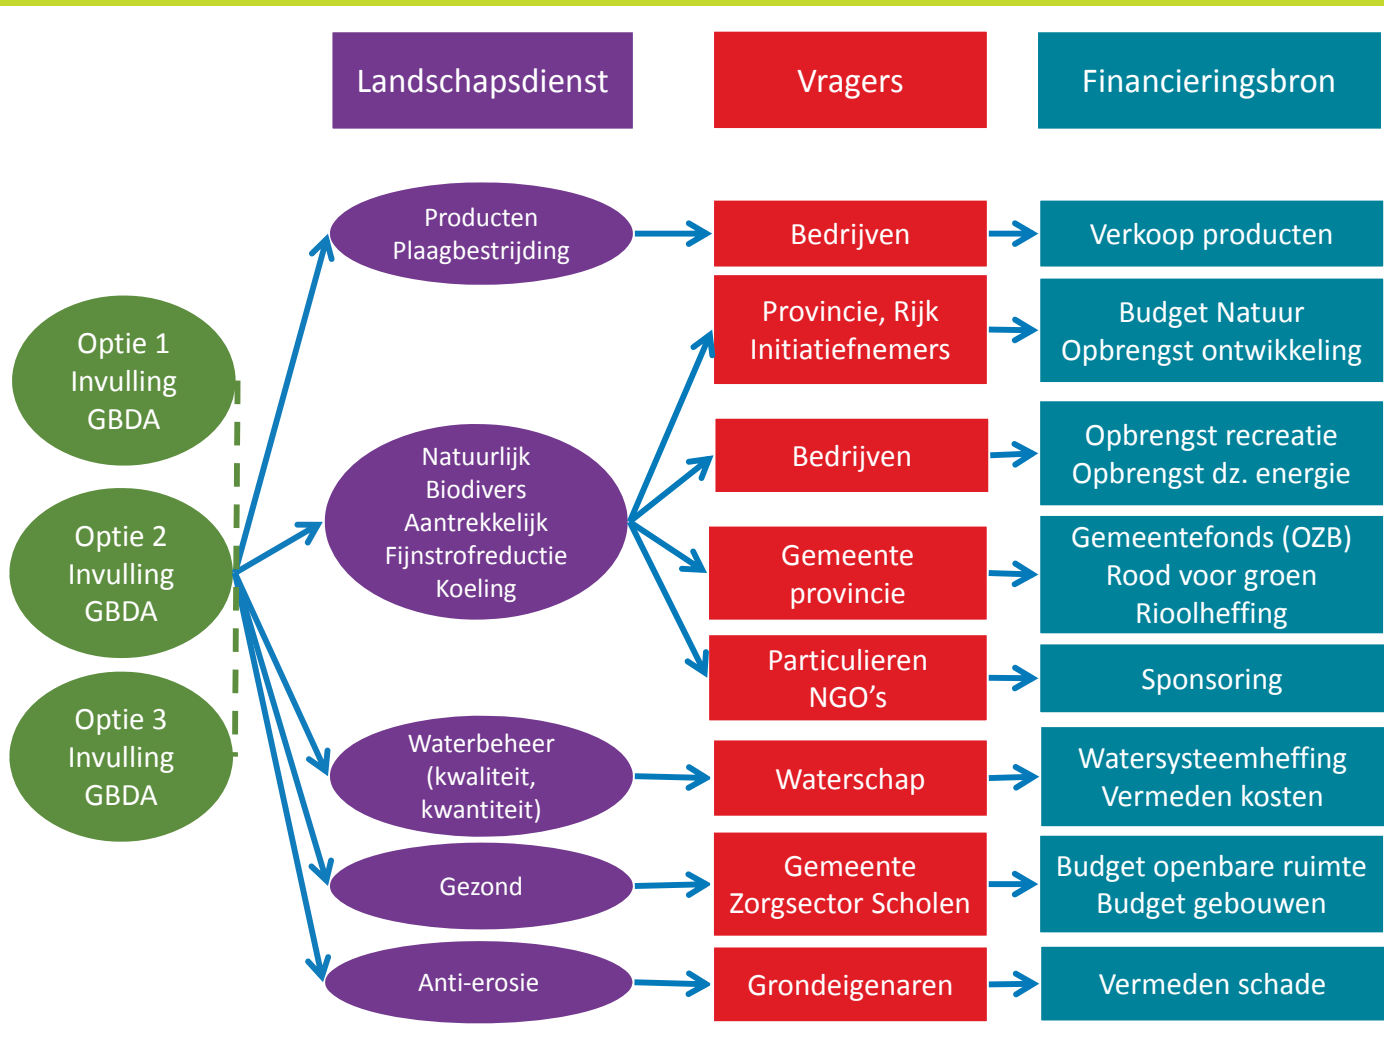 Landschapsdienst
Vragers
Financieringsbron
Optie 1
Invulling
GBDA
Optie 2
Invulling
GBDA
Optie 3
Invulling
GBDA
Producten
Plaagbestrijding
Bedrijven
Verkoop producten
Natuurlijk
Biodivers
Aantrekkelijk
Fijnstrofreductie
Koeling
Provincie, Rijk
Initiatiefnemers
Budget Natuur
Opbrengst ontwikkeling
Bedrijven
Opbrengst recreatie
Opbrengst dz. energie
Gemeente
provincie
Gemeentefonds (OZB)
Rood voor groen
Rioolheffing
Particulieren
NGO’s
Sponsoring
Waterbeheer
(kwaliteit,
kwantiteit)
Waterschap
Watersysteemheffing
Vermeden kosten
Gezond
Gemeente
Zorgsector Scholen
Budget openbare ruimte
Budget gebouwen
Anti-erosie
Grondeigenaren
Vermeden schade